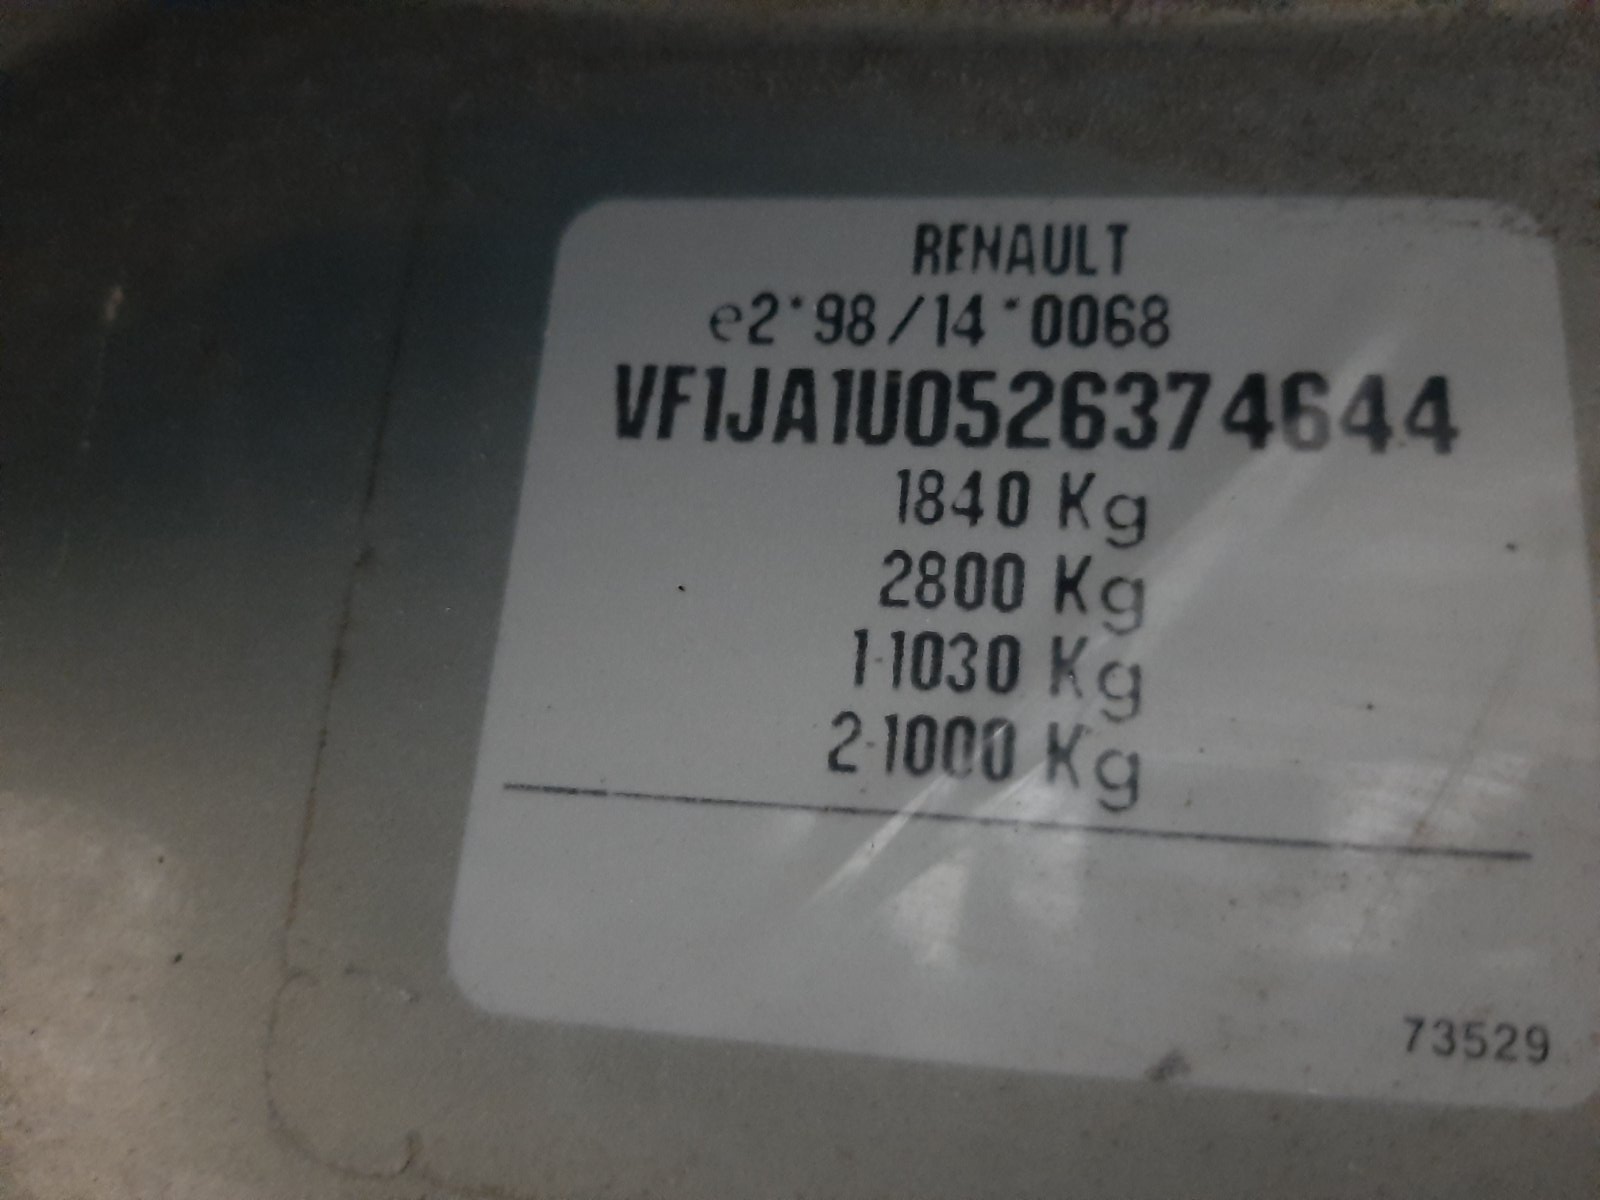 RENAULT
e2*98/14*0068
VF1JA1U0526374644
1840 Kg
2800 Kg
1-1030 Kg
2-1000 Kg
73529